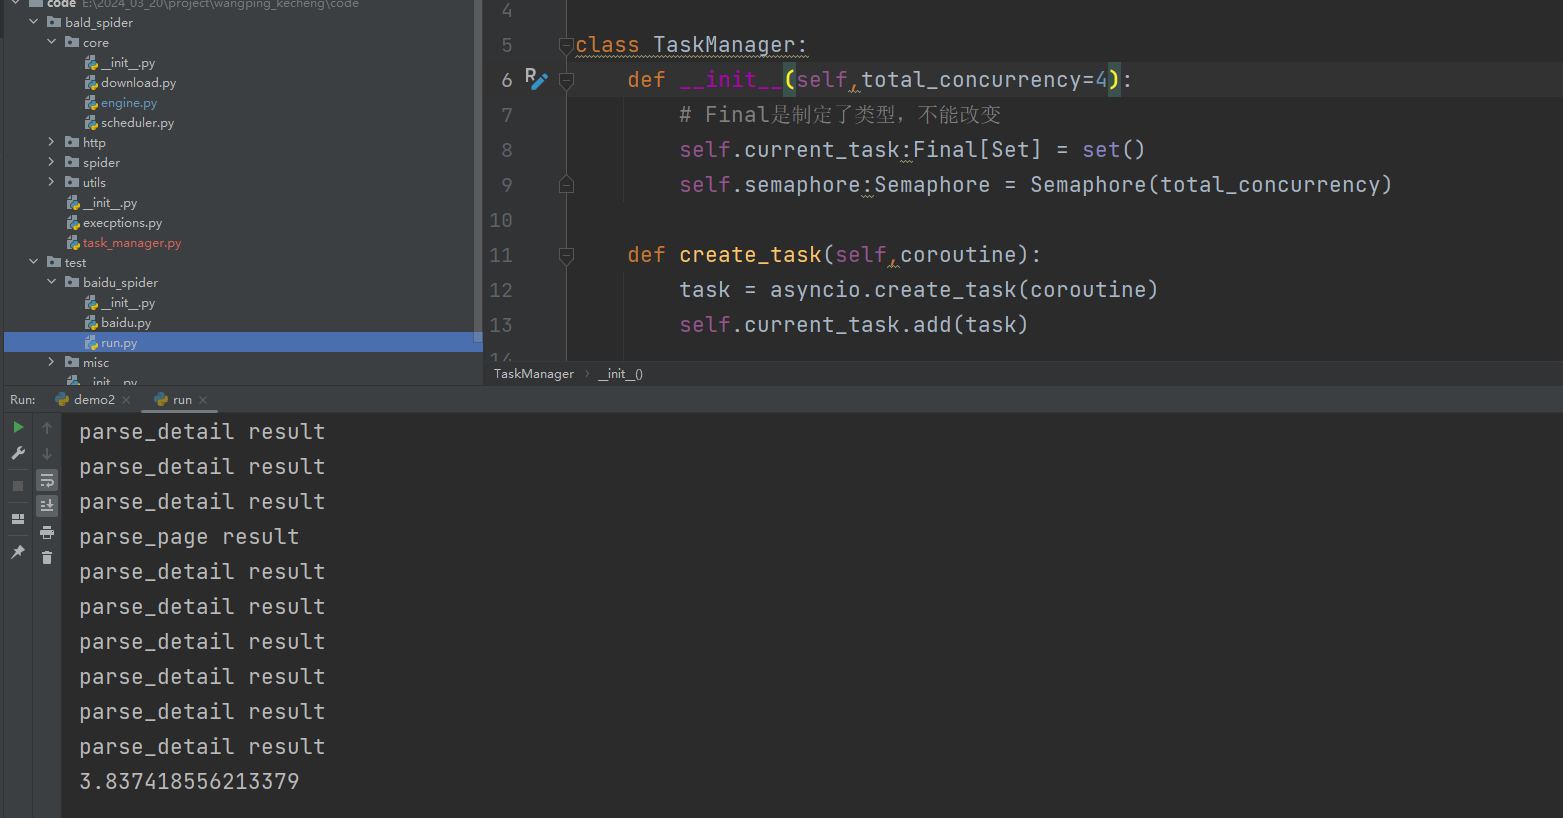 code E:\2024_03_20\project\wangping_kecheng\code
bald_spider
core
__init__.py
download.py
engine.py
scheduler.py
http
spider
utils
__init__.py
execptions.py
task_manager.py
test
baidu_spider
__init__.py
baidu.py
run.py
misc
__init__.py
4
5 class TaskManager:
6 def __init__(self,total_concurrency=4):
7 # Final是制定了类型，不能改变
8 self.current_task:Final[Set] = set()
9 self.semaphore:Semaphore = Semaphore(total_concurrency)
10
11 def create_task(self,coroutine):
12 task = asyncio.create_task(coroutine)
13 self.current_task.add(task)
14
TaskManager › __init__()
Run: demo2 × run ×
parse_detail result
parse_detail result
parse_detail result
parse_page result
parse_detail result
parse_detail result
parse_detail result
parse_detail result
parse_detail result
parse_detail result
3.837418556213379